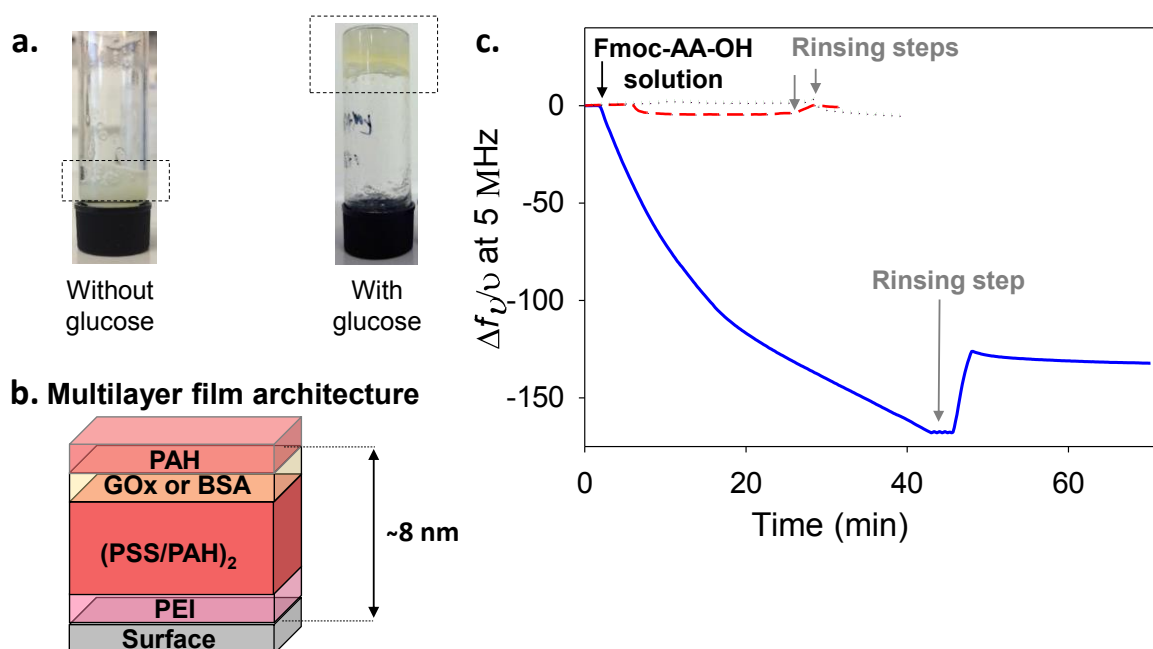 a.
Without
glucose
With
glucose
b. Multilayer film architecture
PAH
GOx or BSA
(PSS/PAH)2
PEI
Surface
~8 nm
c.
Fmoc-AA-OH
solution
Rinsing steps
Rinsing step
Δfυ/υ at 5 MHz
0
-50
-100
-150
0
20
40
60
Time (min)